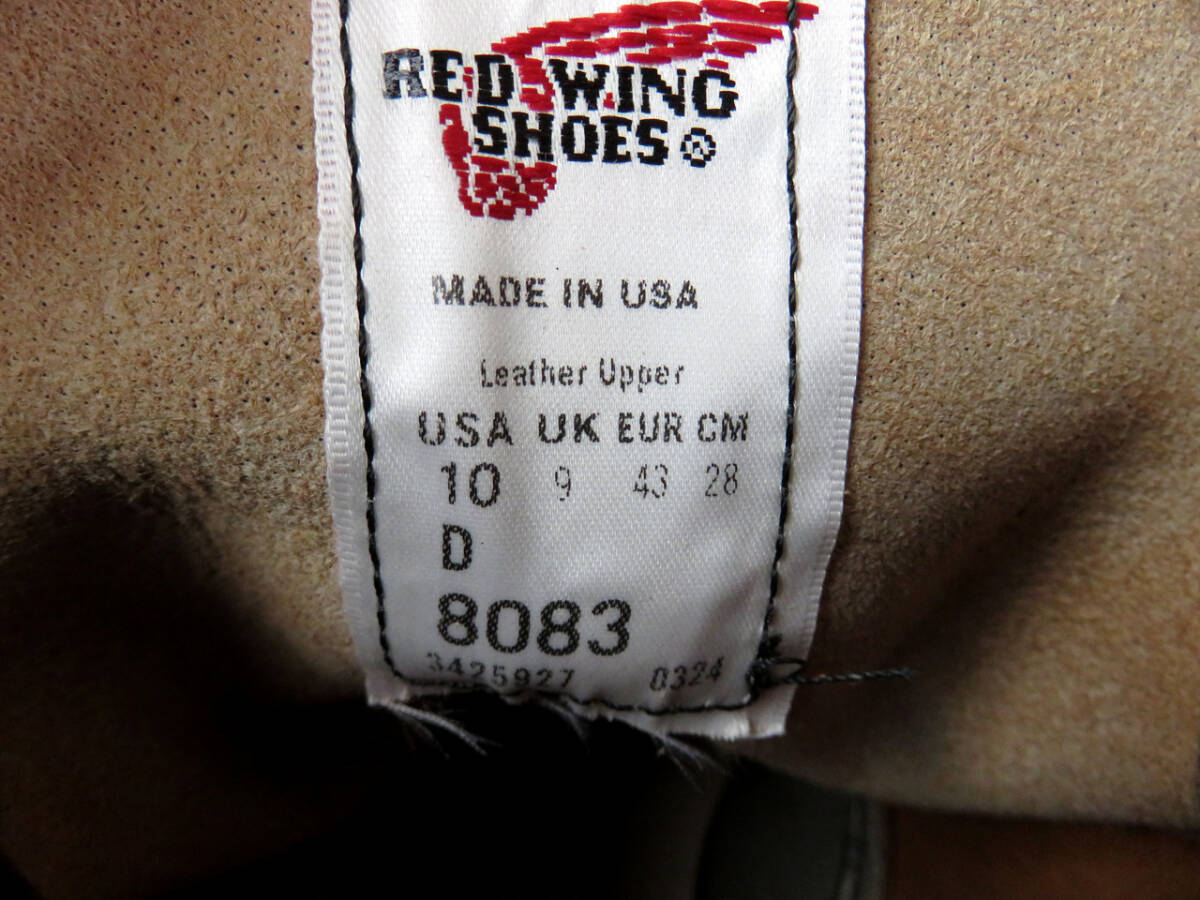 RED WING
SHOES ®
MADE IN USA
Leather Upper
USA UK EUR CM
10 9 43 28
D
8083
3425927 0324